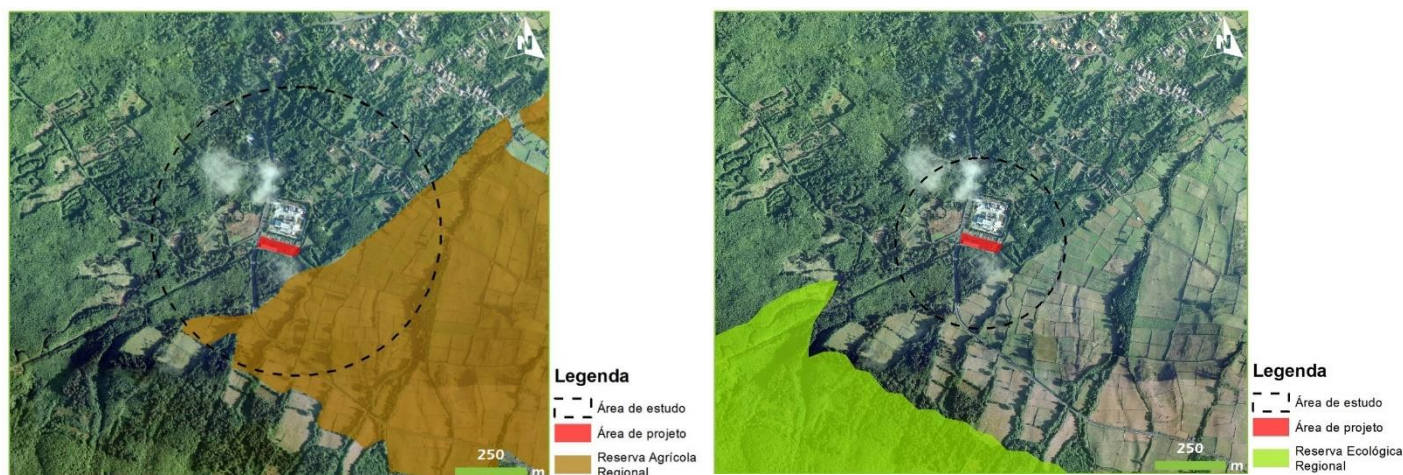 N
Legenda
Área de estudo
Área de projeto
Reserva Agrícola
Regional
250
m
N
Legenda
Área de estudo
Área de projeto
Reserva Ecológica
Regional
250
m